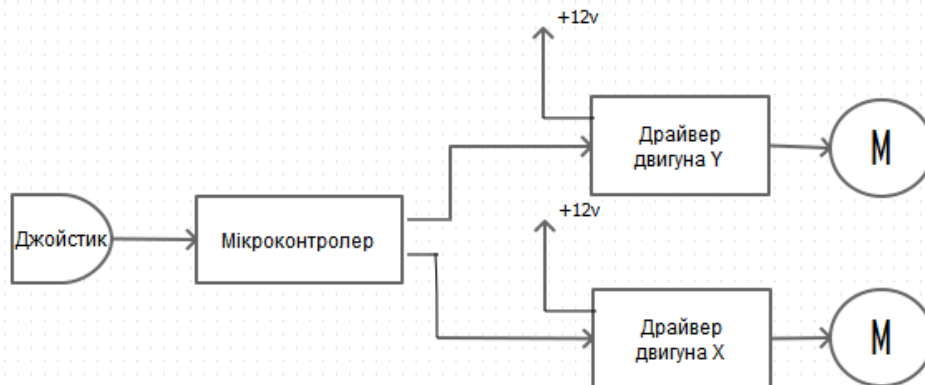 +12v
Драйвер
двигуна Y
M
Джойстик
Мікроконтролер
+12v
Драйвер
двигуна X
M